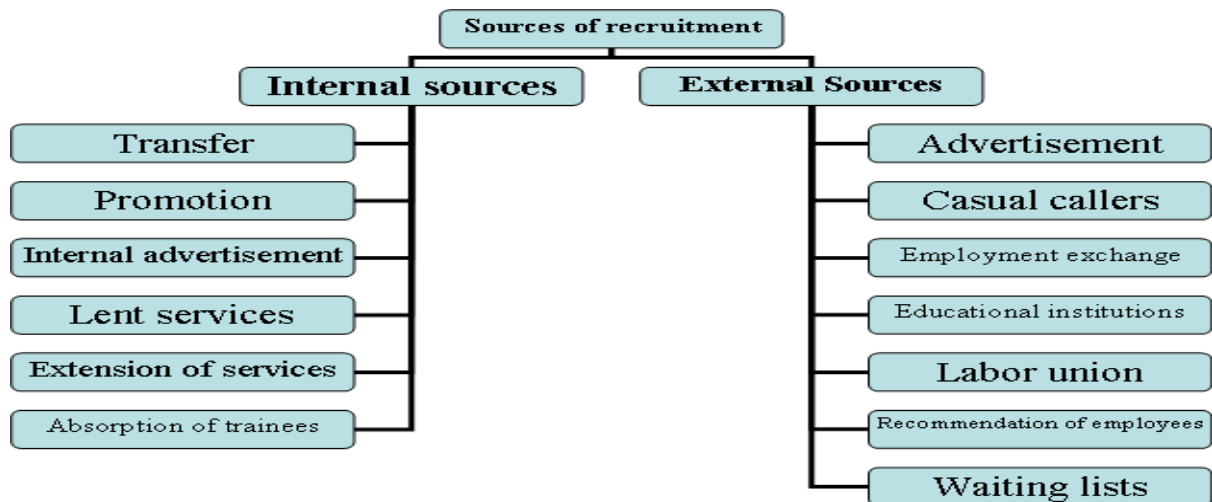 Sources of recruitment
Internal sources
External Sources
Transfer
Promotion
Internal advertisement
Lent services
Extension of services
Absorption of trainees
Advertisement
Casual callers
Employment exchange
Educational institutions
Labor union
Recommendation of employees
Waiting lists